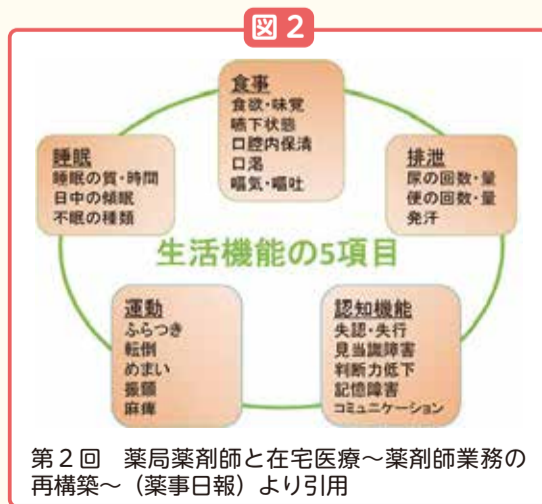 図2
食事
食欲・味覚
嚥下状態
口腔内保清
口渇
嘔気・嘔吐
睡眠
睡眠の質・時間
日中の傾眠
不眠の種類
排泄
尿の回数・量
便の回数・量
発汗
生活機能の5項目
運動
ふらつき
転倒
めまい
振顫
麻痺
認知機能
失認・失行
見当識障害
判断力低下
記憶障害
コミュニケーション
第2回　薬局薬剤師と在宅医療〜薬剤師業務の
再構築〜（薬事日報）より引用